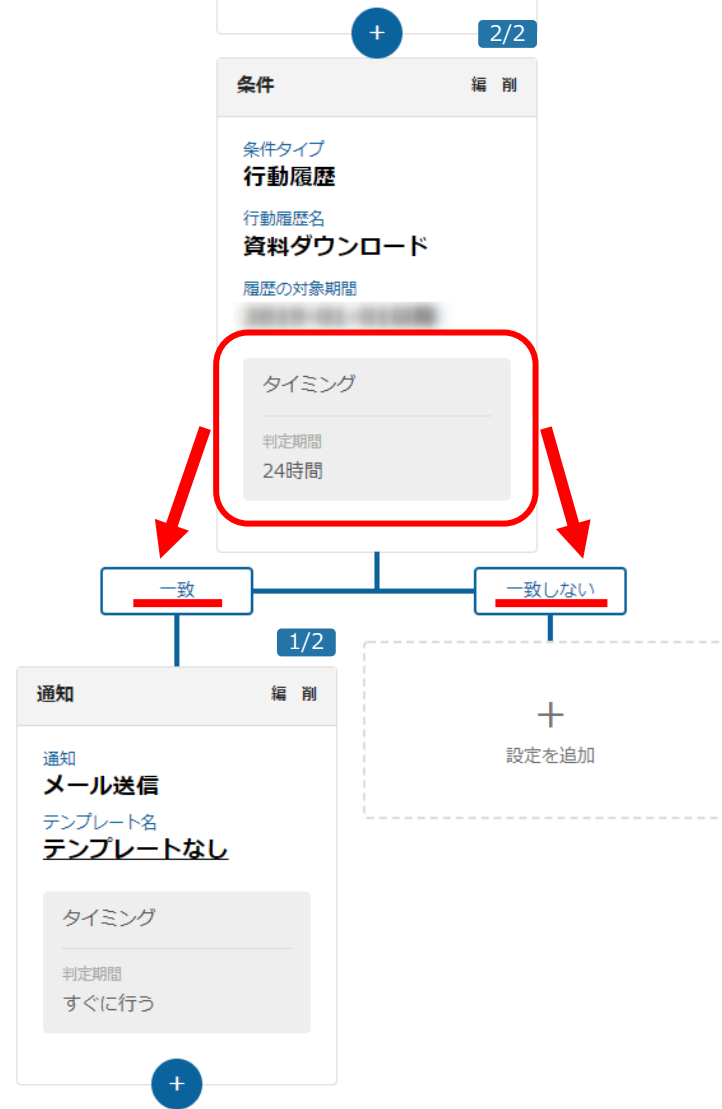 +
2/2
条件 編 削
条件タイプ
行動履歴
行動履歴名
資料ダウンロード
履歴の対象期間
タイミング
判定期間
24時間
一致 一致しない
1/2
通知 編 削
通知
メール送信
テンプレート名
テンプレートなし
タイミング
判定期間
すぐに行う
+
+
設定を追加